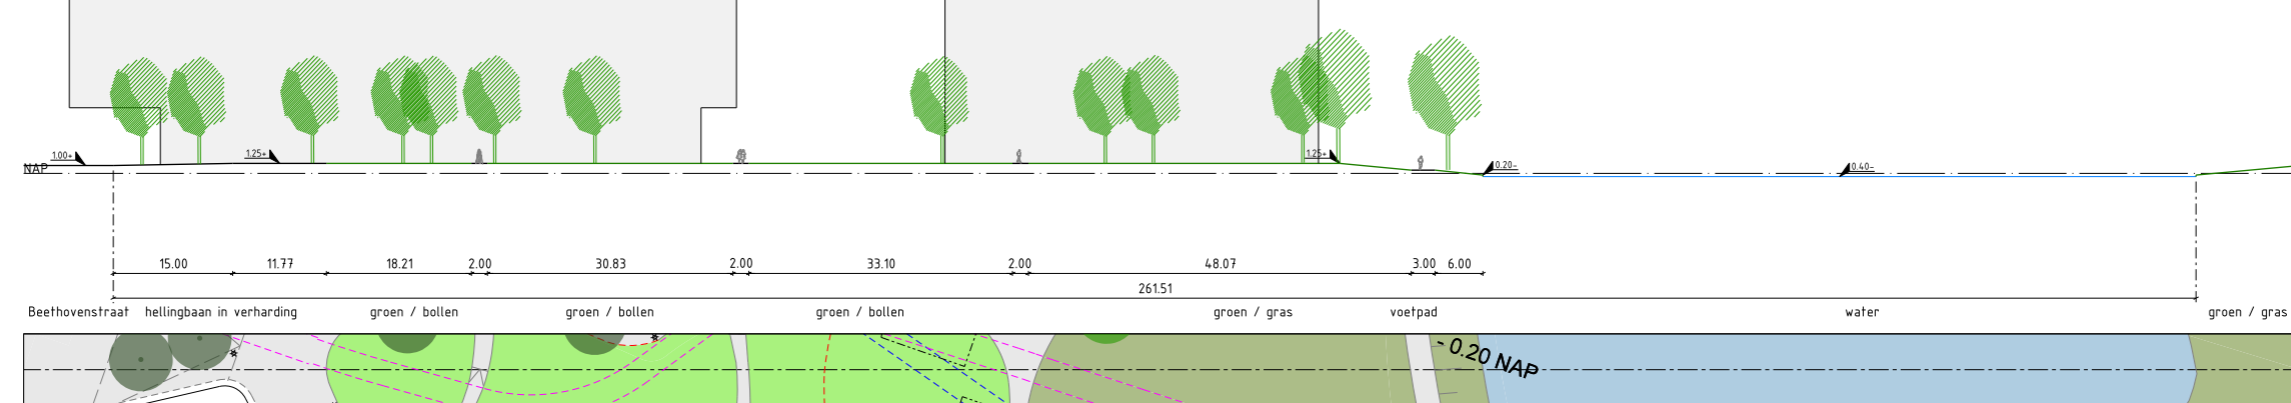 1.00+
1.25+
1.25+
NAP
0.20-
0.40-
15.00 11.77 18.21 2.00 30.83 2.00 33.10 2.00 48.07 3.00 6.00
261.51
Beethovenstraat hellingbaan in verharding groen / bollen groen / bollen groen / bollen groen / gras voetpad water groen / gras
- 0.20 NAP